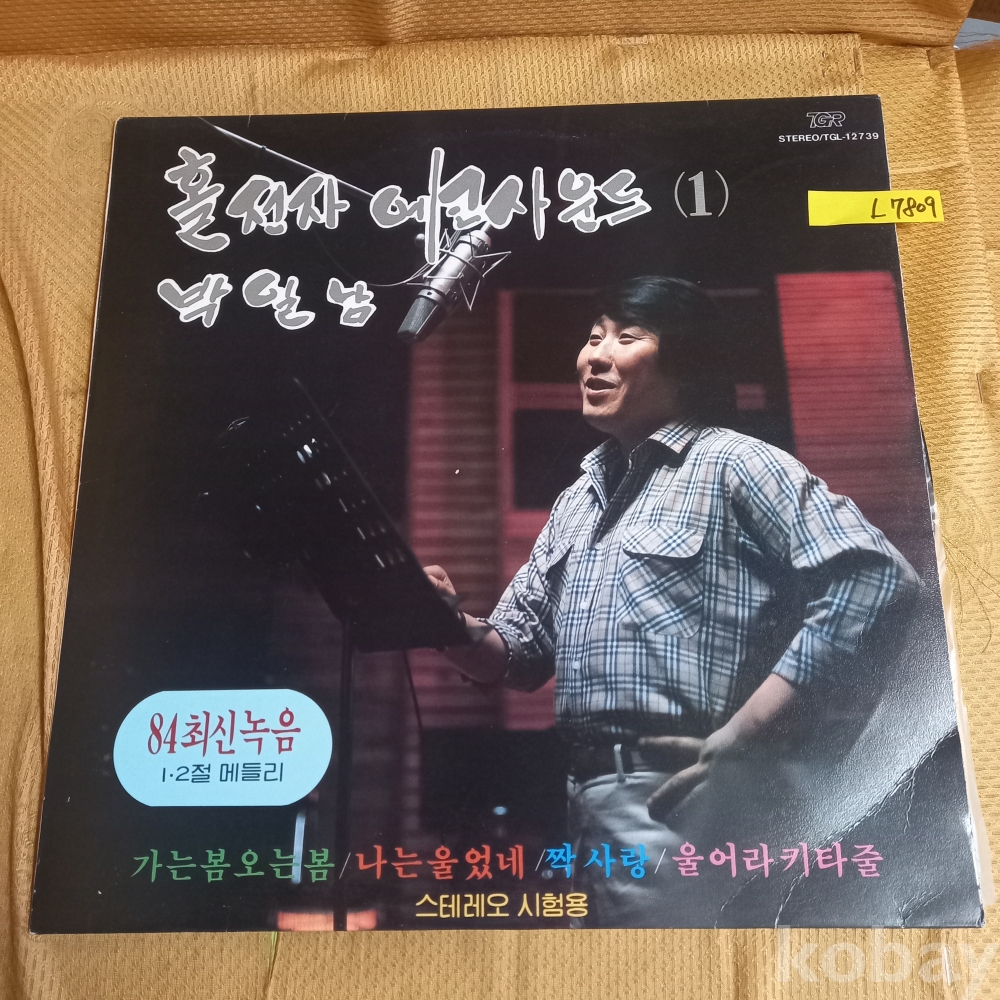 TGR
STEREO/TGL-12739
홀 전자 에코사운드 (1)
L7809
박일남
84최신녹음
1·2절 메들리
가는봄오는봄/나는울었네/짝사랑/울어라키타줄
스테레오 시험용
kobay